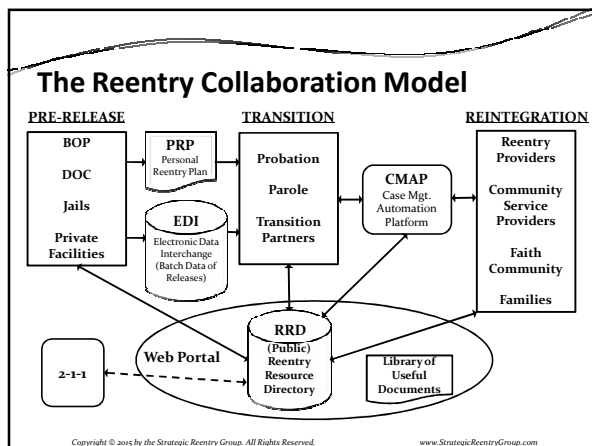 The Reentry Collaboration Model
PRE-RELEASE
TRANSITION
REINTEGRATION
BOP
DOC
Jails
Private
Facilities
PRP
Personal
Reentry Plan
EDI
Electronic Data
Interchange
(Batch Data of
Releases)
Probation
Parole
Transition
Partners
CMAP
Case Mgt.
Automation
Platform
Reentry
Providers
Community
Service
Providers
Faith
Community
Families
2-1-1
Web Portal
RRD
(Public)
Reentry
Resource
Directory
Library of
Useful
Documents
Copyright © 2015 by the Strategic Reentry Group. All Rights Reserved.
www.StrategicReentryGroup.com